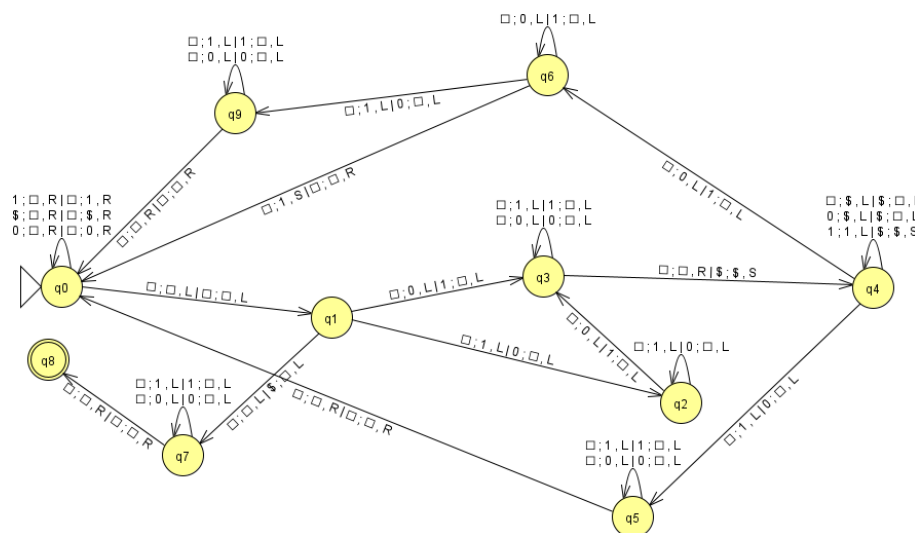 □;0,L|1;□,L
□;1,L|1;□,L
□;0,L|0;□,L
q6
□;1,L|0;□,L
q9
□;□,R|□;□,R
□;1,S|□;□,R
□;0,L|1;□,L
1;□,R|□;1,R
$;□,R|□;$,R
0;□,R|□;0,R
□;1,L|1;□,L
□;0,L|0;□,L
0;$,L|$;□,L
1;1,L|$;$,S
q0
q3
□;□,R|$;$,S
q4
□;□,L|□;□,L
q1
□;0,L|1;□,L
□;1,L|0;□,L
□;0,L|1;□,L
□;1,L|0;□,L
q2
q8
□;□,R|□;□,R
□;1,L|1;□,L
□;0,L|0;□,L
q7
□;□,L|$;□,L
□;□,R|□;□,R
□;1,L|0;□,L
□;1,L|1;□,L
□;0,L|0;□,L
q5